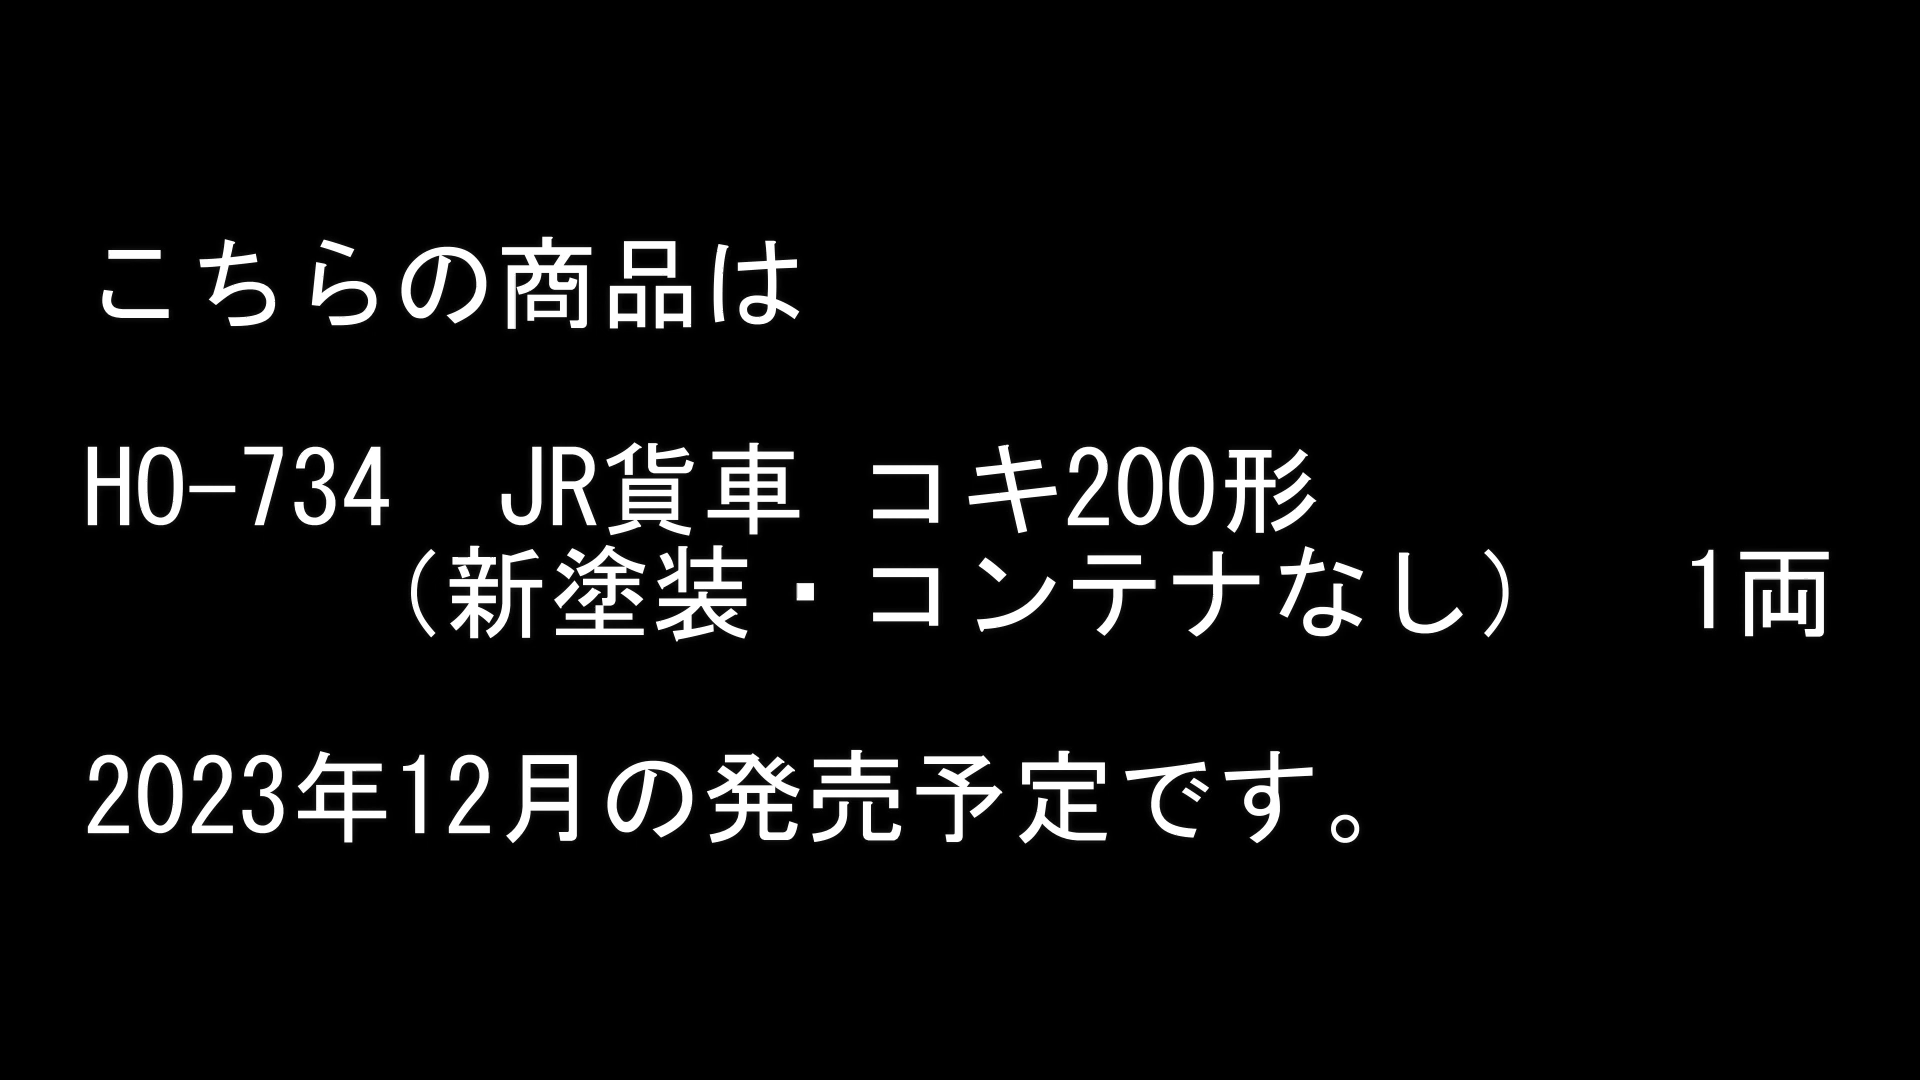 こちらの商品は
HO-734　JR貨車 コキ200形
（新塗装・コンテナなし）　1両
2023年12月の発売予定です。